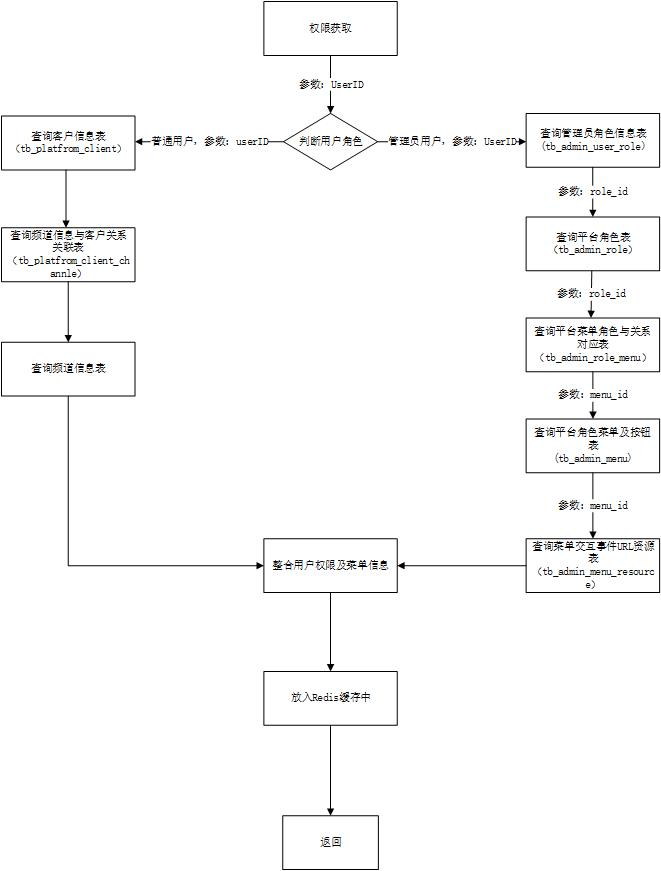 权限获取
参数：UserID
判断用户角色
普通用户，参数：userID
管理员用户，参数：UserID
查询客户信息表
（tb_platfrom_client）
查询频道信息与客户关系
关联表
（tb_platfrom_client_ch
annle）
查询频道信息表
查询管理员角色信息表
（tb_admin_user_role）
参数：role_id
查询平台角色表
（tb_admin_role）
参数：role_id
查询平台菜单角色与关系
对应表
（tb_admin_role_menu）
参数：menu_id
查询平台角色菜单及按钮
表
（tb_admin_menu）
参数：menu_id
查询菜单交互事件URL资源
表
（tb_admin_menu_resourc
e）
整合用户权限及菜单信息
放入Redis缓存中
返回